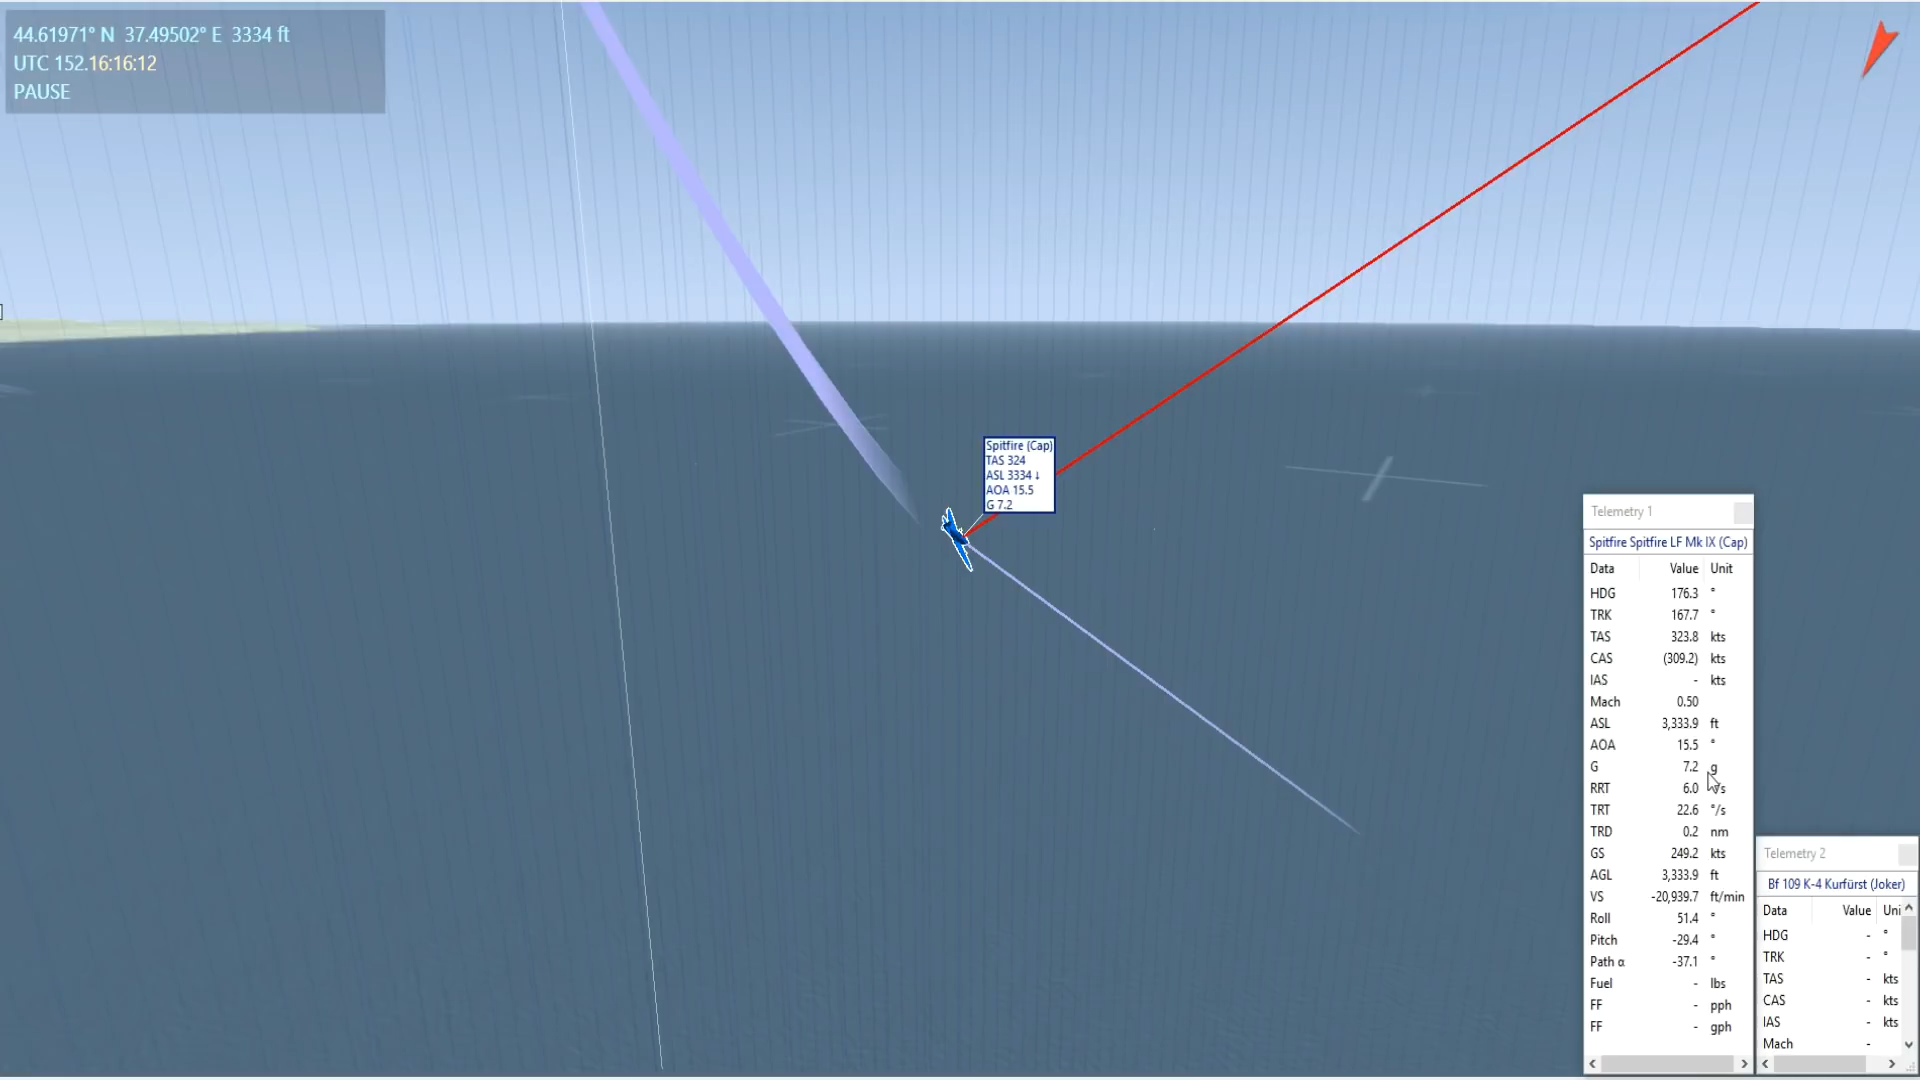 44.61971° N 37.49502° E 3334 ft
UTC 152.16:16:12
PAUSE
Spitfire (Cap)
TAS 324
ASL 3334 ↓
AOA 15.5
G 7.2
Telemetry 1
Spitfire Spitfire LF Mk IX (Cap)
Data Value Unit
HDG 176.3 °
TRK 167.7 °
TAS 323.8 kts
CAS (309.2) kts
IAS - kts
Mach 0.50
ASL 3,333.9 ft
AOA 15.5 °
G 7.2 g
RRT 6.0 °/s
TRT 22.6 °/s
TRD 0.2 nm
GS 249.2 kts
AGL 3,333.9 ft
VS -20,939.7 ft/min
Roll 51.4 °
Pitch -29.4 °
Path α -37.1 °
Fuel - lbs
FF - pph
FF - gph
Telemetry 2
Bf 109 K-4 Kurfürst (Joker)
Data Value Uni
HDG - °
TRK - °
TAS - kts
CAS - kts
IAS - kts
Mach -